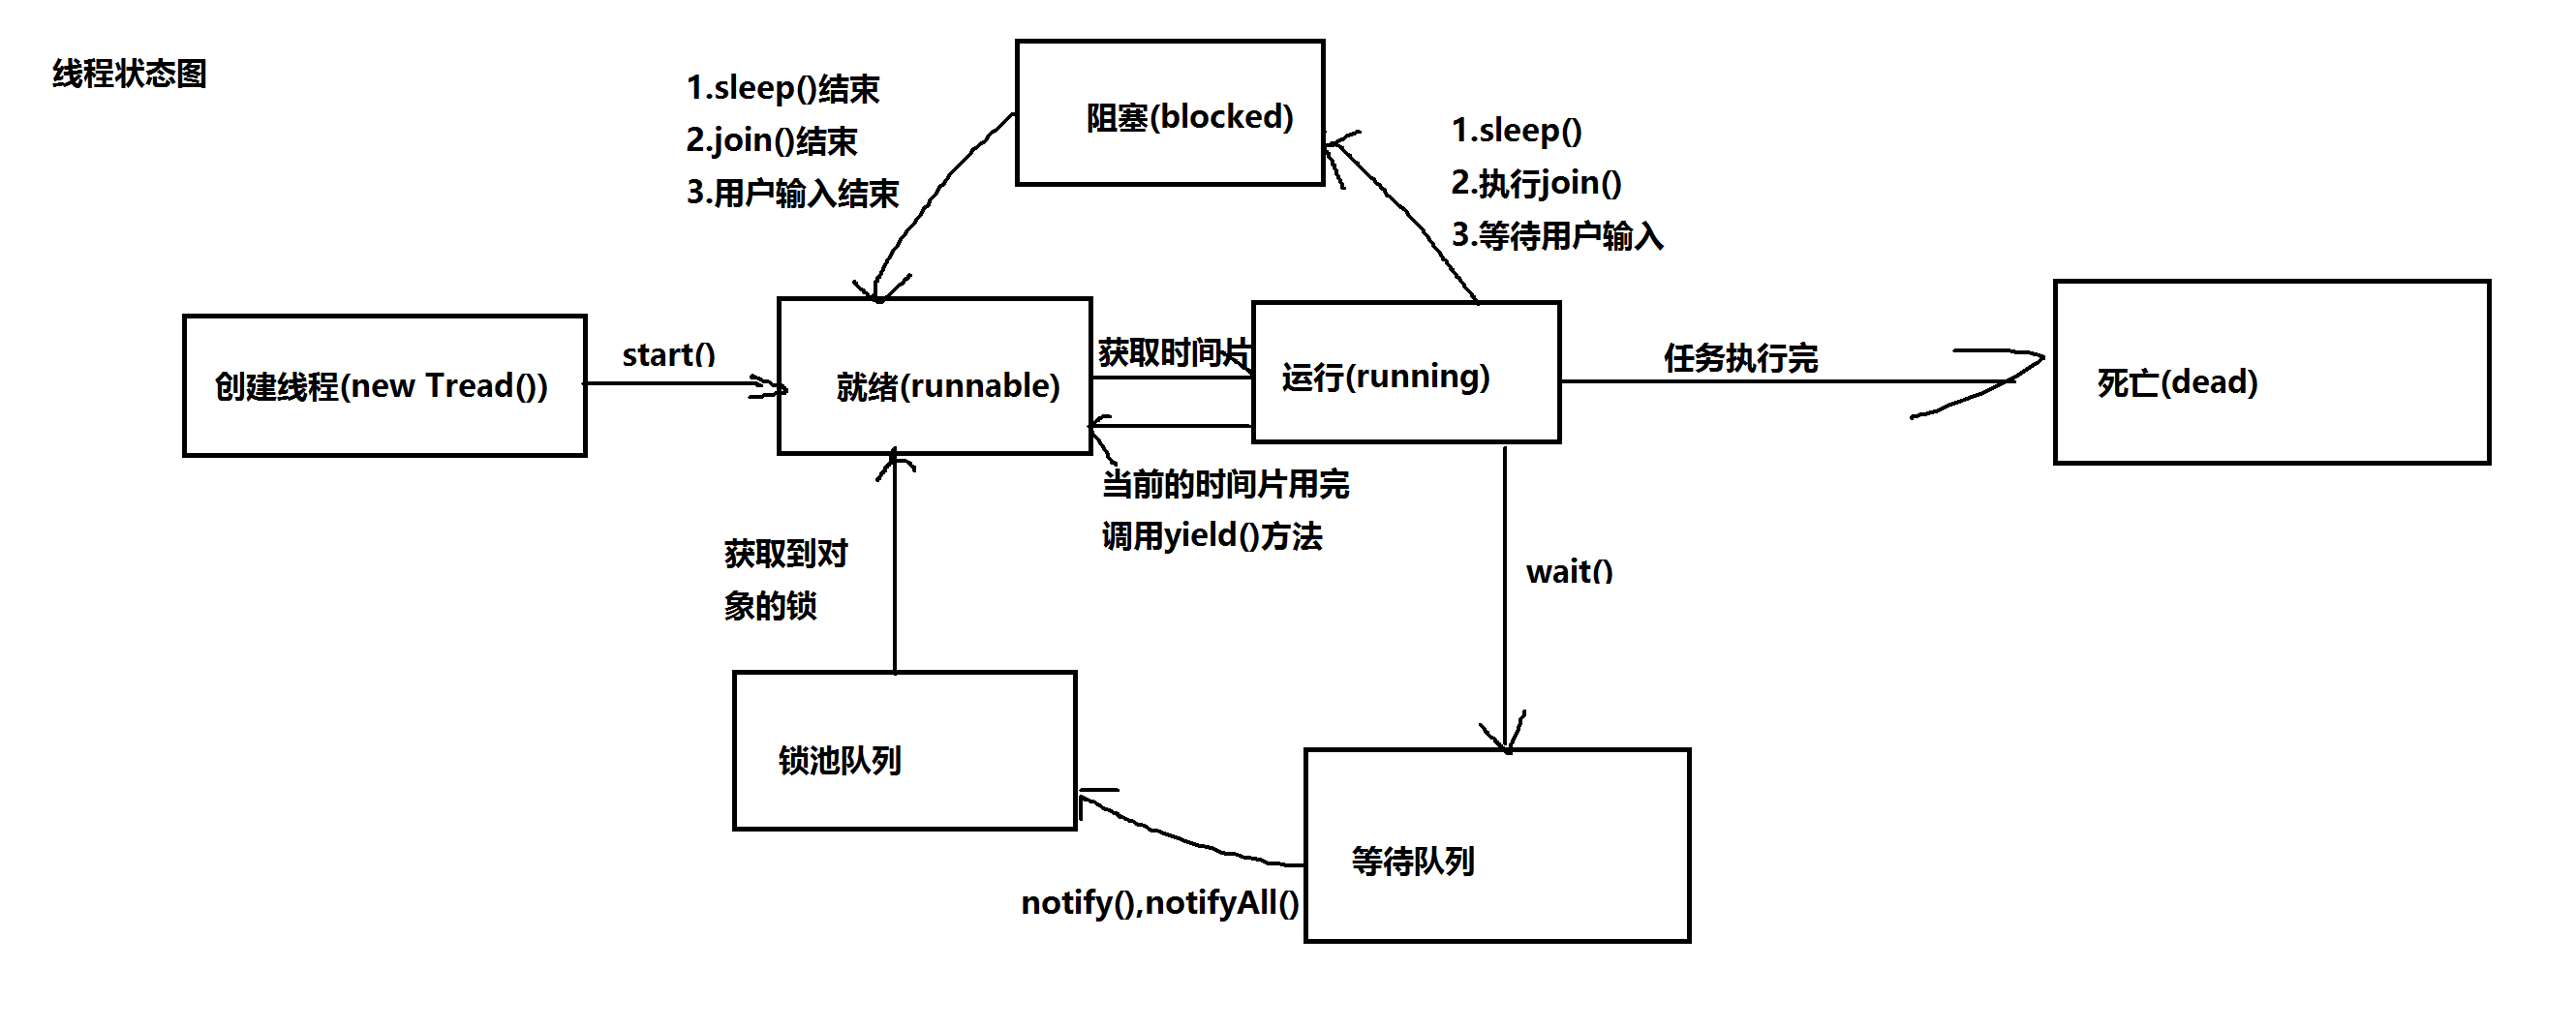 线程状态图
1.sleep()结束
2.join()结束
3.用户输入结束
阻塞(blocked)
1.sleep()
2.执行join()
3.等待用户输入
创建线程(new Tread())
start()
就绪(runnable)
获取时间片
运行(running)
任务执行完
死亡(dead)
当前的时间片用完
调用yield()方法
获取到对
象的锁
wait()
锁池队列
等待队列
notify(),notifyAll()